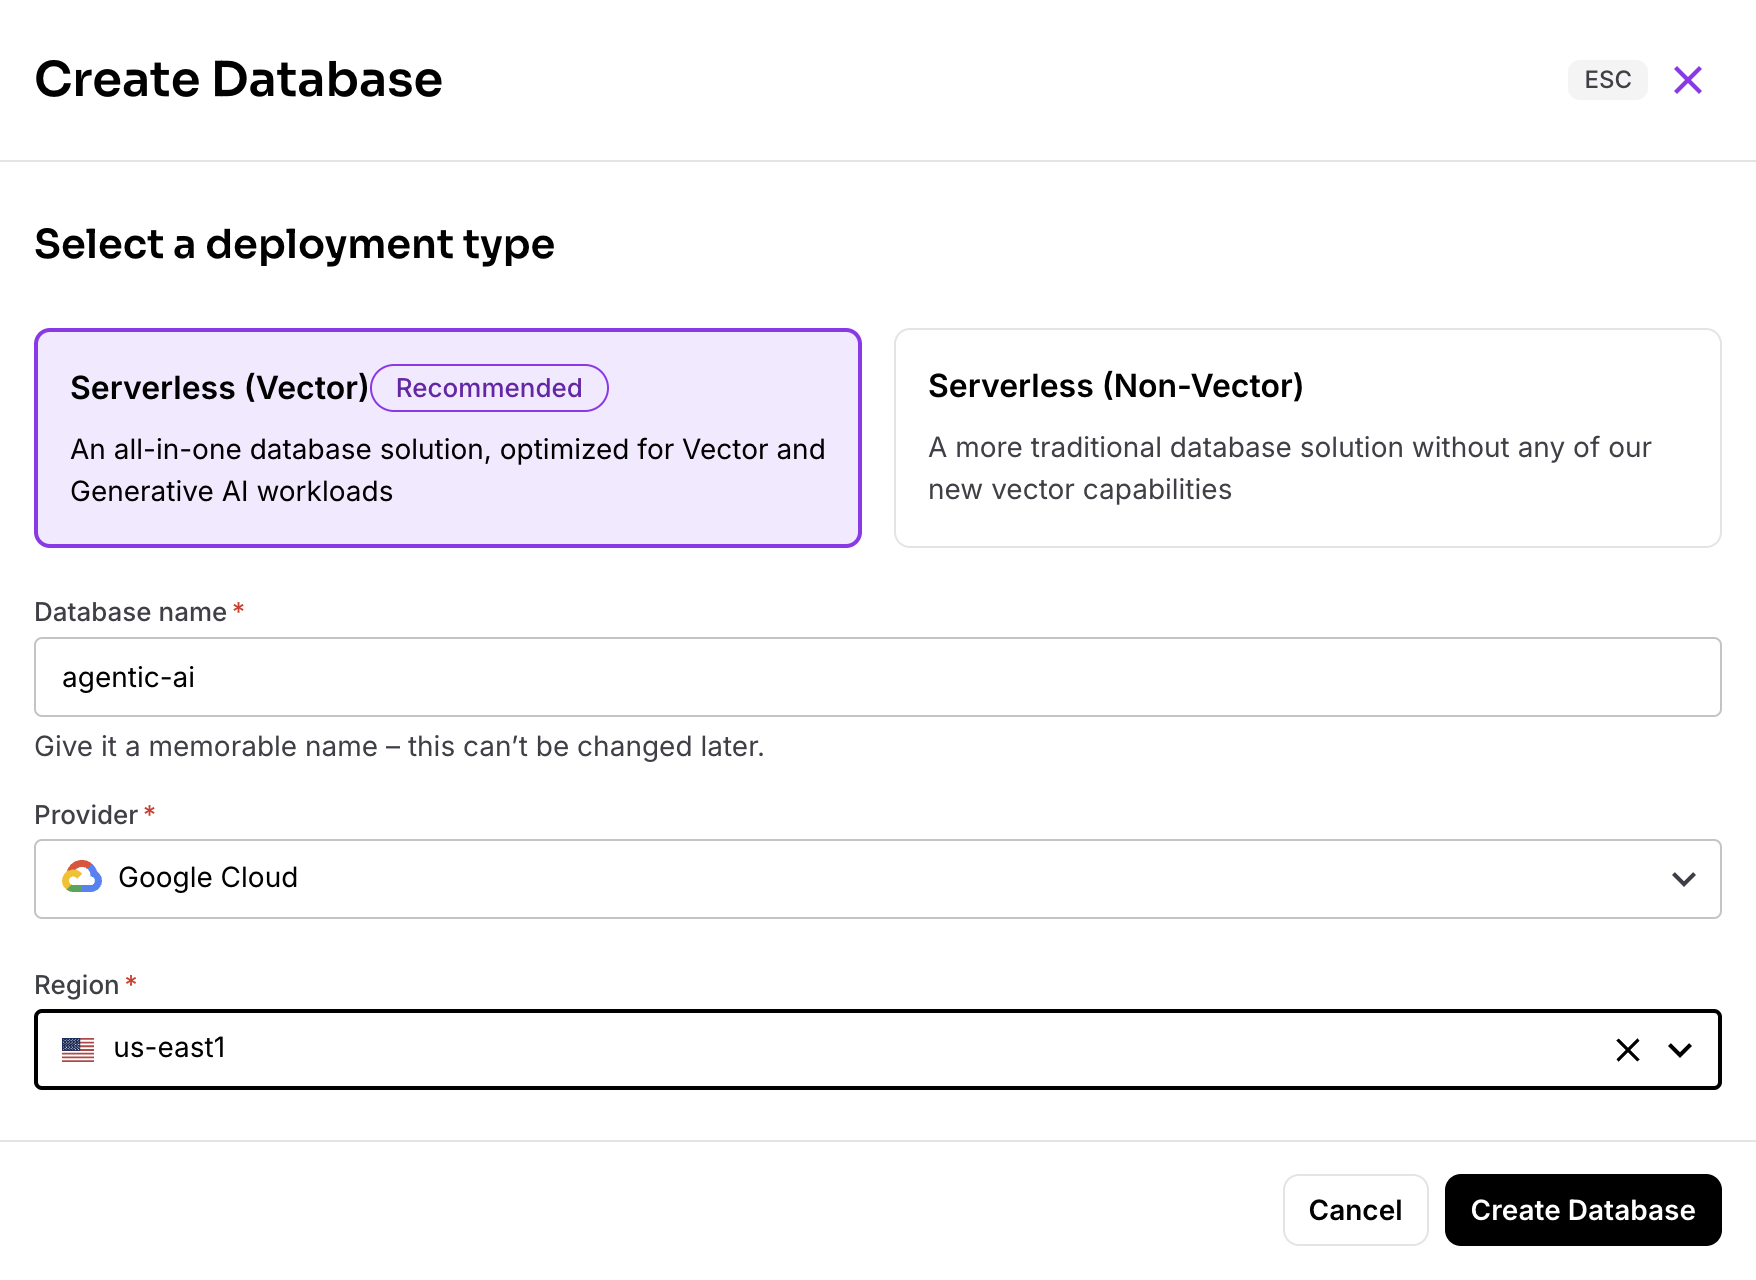 Create Database
ESC
Select a deployment type
Serverless (Vector) Recommended
An all-in-one database solution, optimized for Vector and
Generative AI workloads
Serverless (Non-Vector)
A more traditional database solution without any of our
new vector capabilities
Database name *
agentic-ai
Give it a memorable name – this can’t be changed later.
Provider *
Google Cloud
Region *
us-east1
Cancel
Create Database